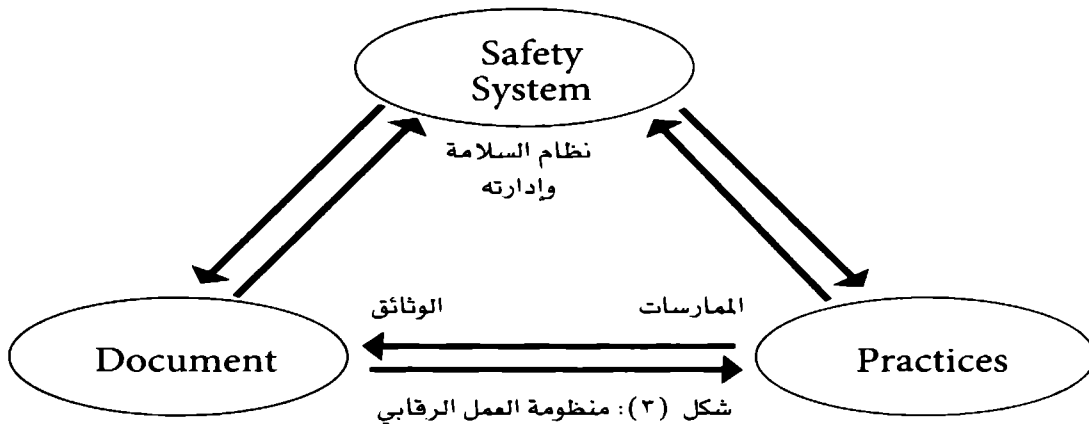 Safety
System
نظام السلامة
وإدارته
الممارسات
الوثائق
Document
Practices
شكل (٣): منظومة العمل الرقابي